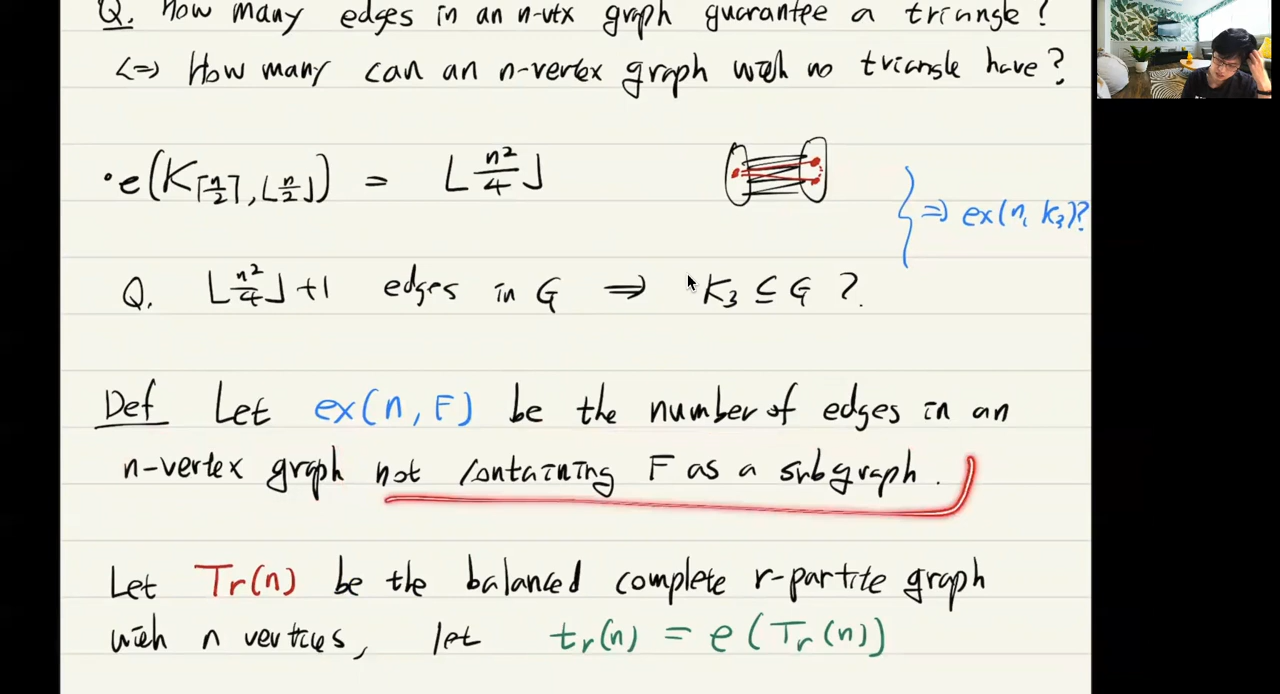 Q. How many edges in an n-vtx graph guarantee a triangle?
<=> How many can an n-vertex graph with no triangle have?
• e(K⌈n/2⌉,⌊n/2⌋) = ⌊n²/4⌋
} ⇒ ex(n, K₃)?
Q. ⌊n²/4⌋+1 edges in G ⇒ K₃ ⊆ G ?
Def Let ex(n, F) be the number of edges in an
n-vertex graph not containing F as a subgraph.
Let Tr(n) be the balanced complete r-partite graph
with n vertices, let tr(n) = e(Tr(n))